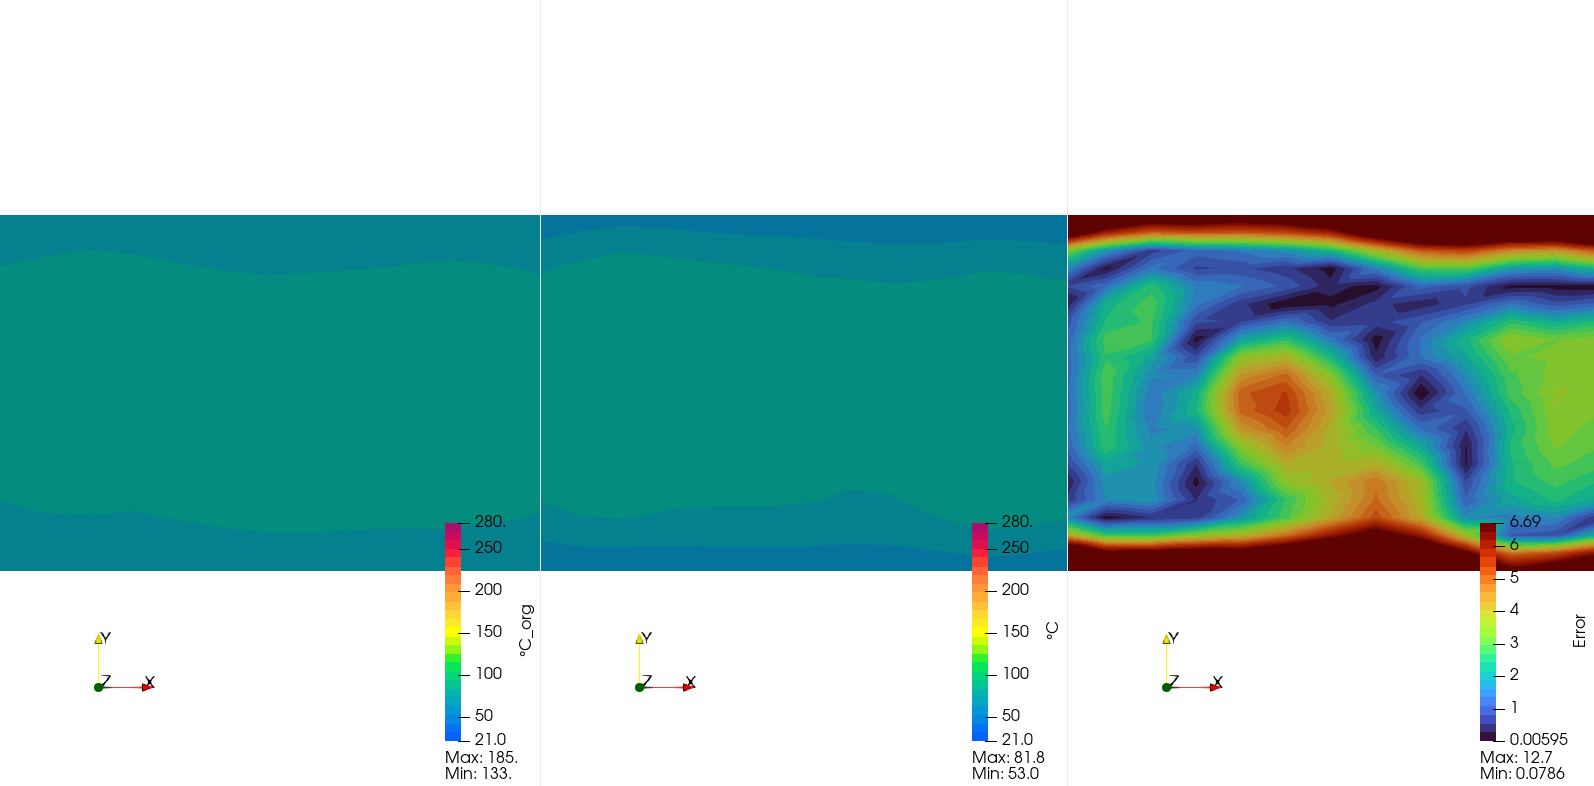 280.
250
200
150
100
50
21.0
°C_org
Max: 185.
Min: 133.
Y
Z
X
280.
250
200
150
100
50
21.0
°C
Max: 81.8
Min: 53.0
Y
Z
X
6.69
6
5
4
3
2
1
0.00595
Error
Max: 12.7
Min: 0.0786
Y
Z
X